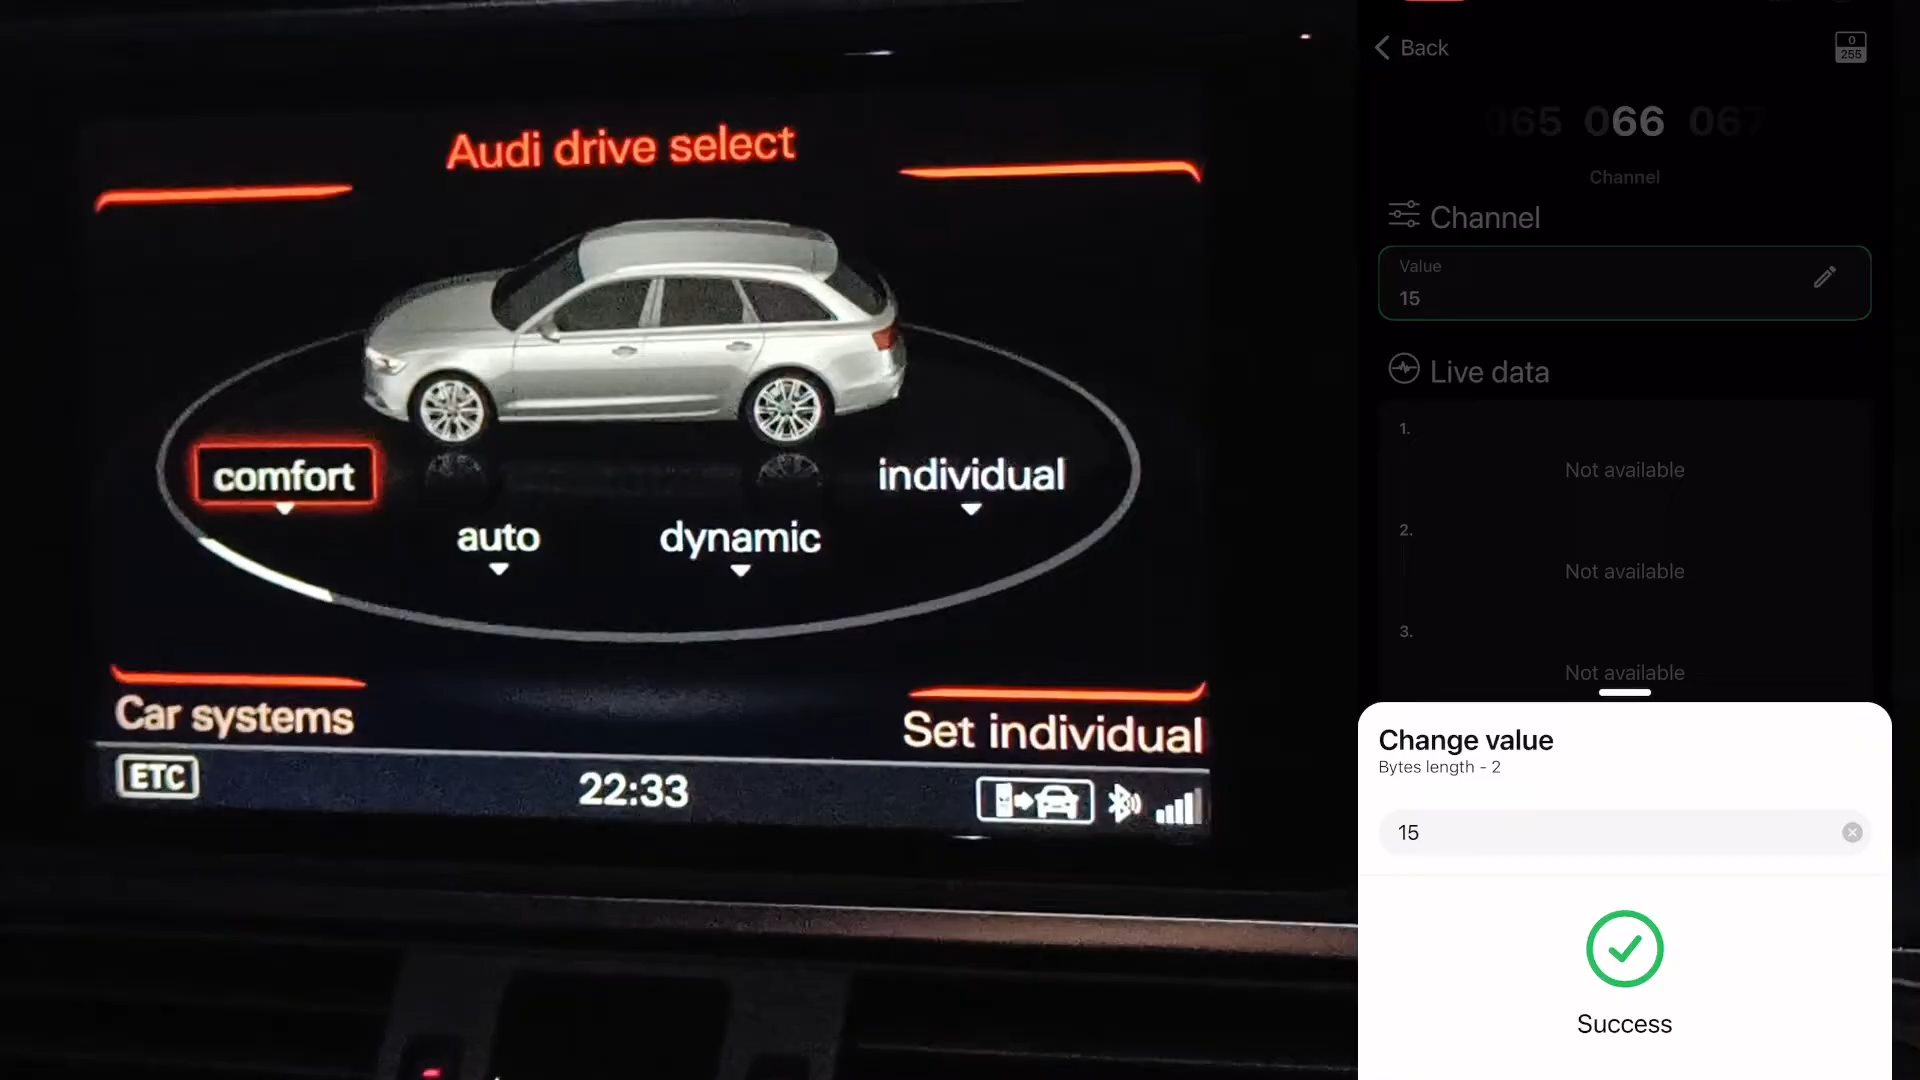 Audi drive select
comfort
auto
dynamic
individual
Car systems
Set individual
ETC
22:33
Back
0
255
065 066 067
Channel
Channel
Value
15
Live data
1.
Not available
2.
Not available
3.
Not available
Change value
Bytes length - 2
15
Success